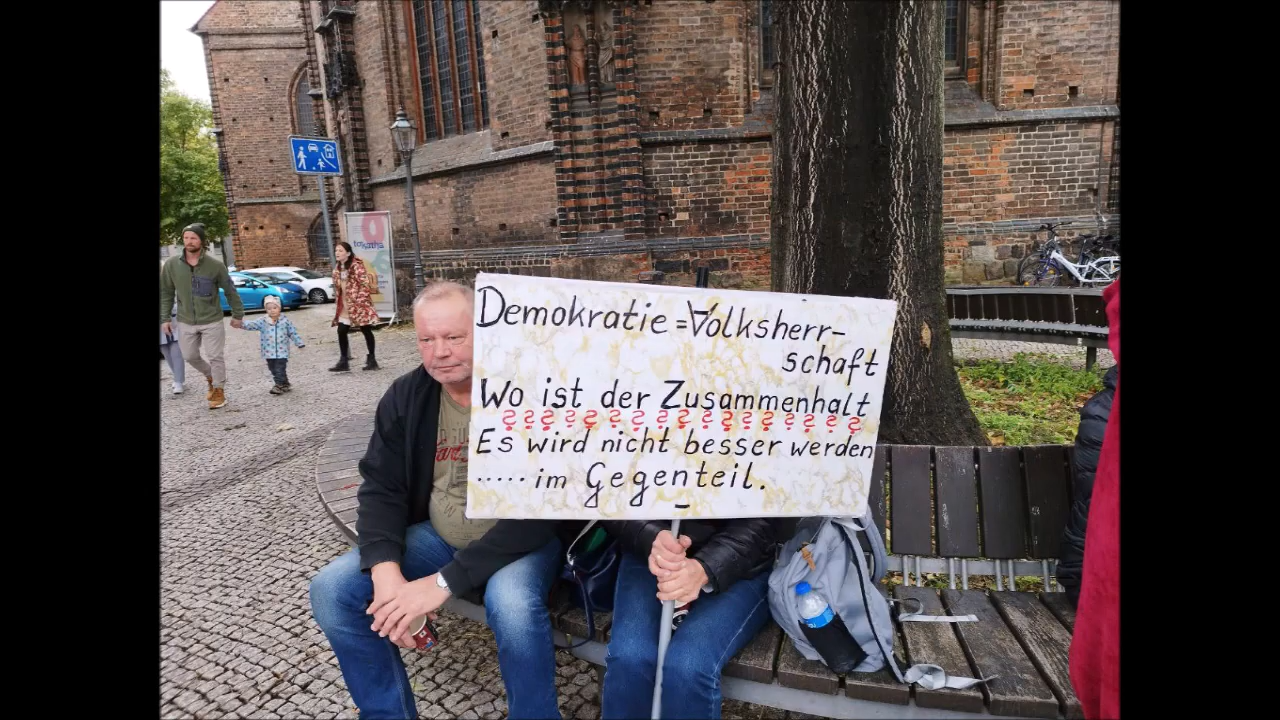 Demokratie = Volksherr-
schaft
Wo ist der Zusammenhalt
? ? ? ? ? ? ? ? ? ? ? ? ? ? ? ? ?
Es wird nicht besser werden
..... im Gegenteil.